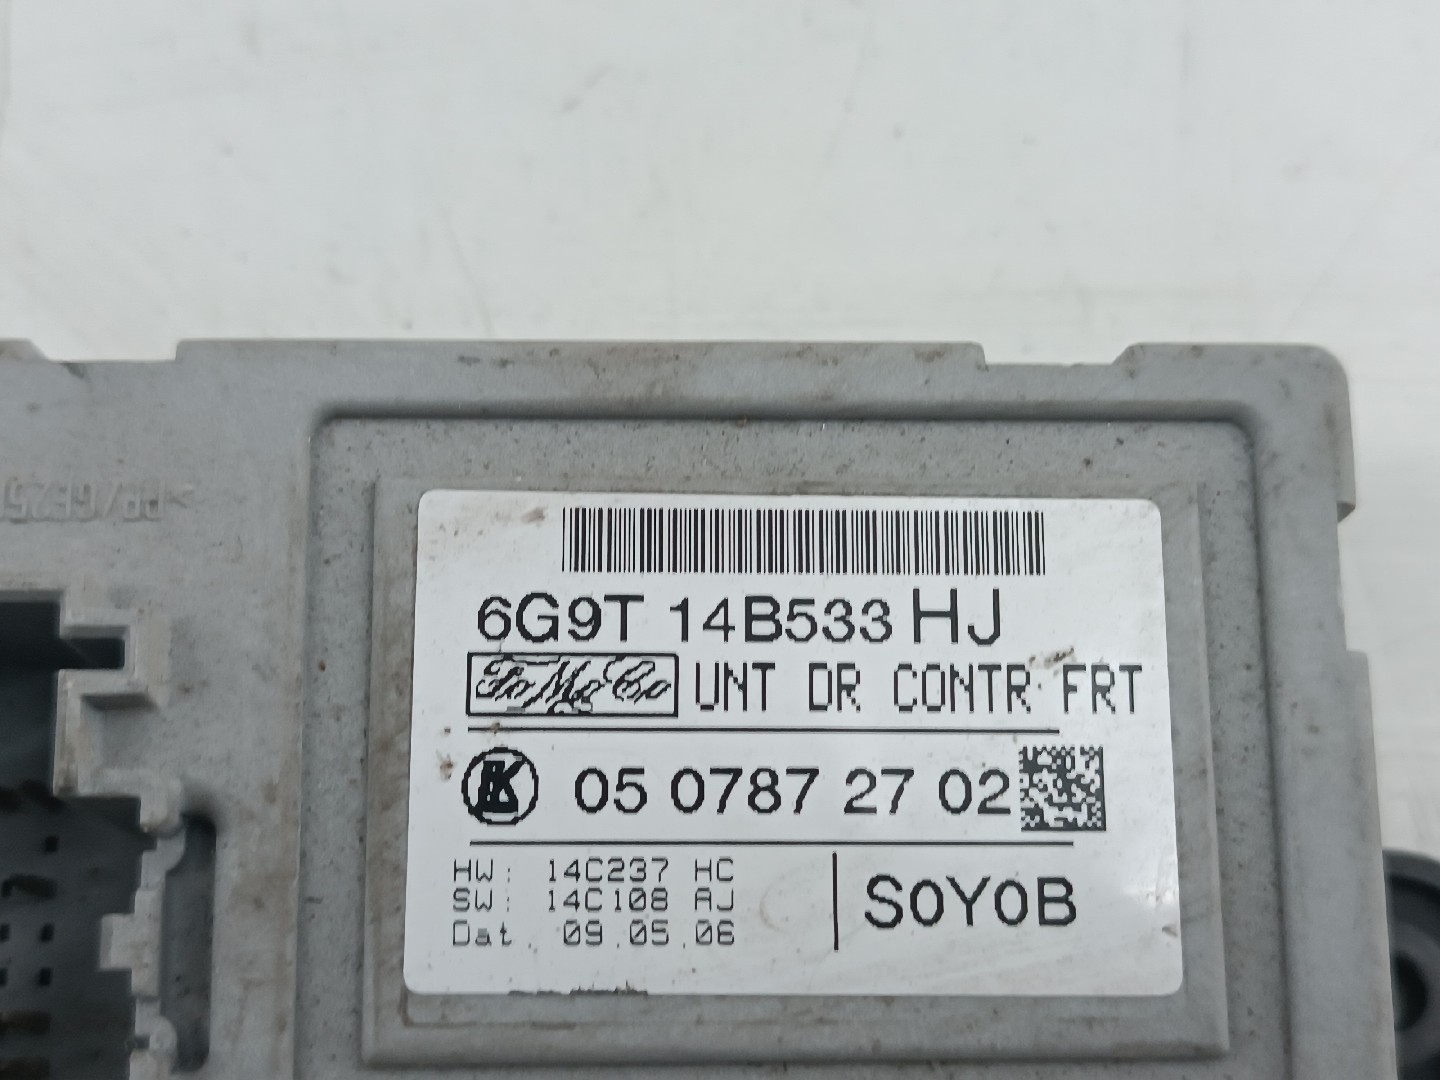 6G9T 14B533 HJ
FoMoCo UNT DR CONTR FRT
05 0787 27 02
HW: 14C237 HC
SW: 14C108 AJ
Dat. 09.05.06
S0Y0B